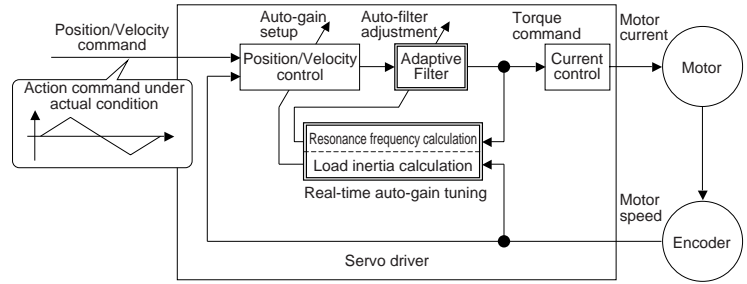 Position/Velocity
command
Action command under
actual condition
Auto-gain
setup
Auto-filter
adjustment
Torque
command
Motor
current
Position/Velocity
control
Adaptive
Filter
Current
control
Motor
Resonance frequency calculation
Load inertia calculation
Real-time auto-gain tuning
Motor
speed
Encoder
Servo driver